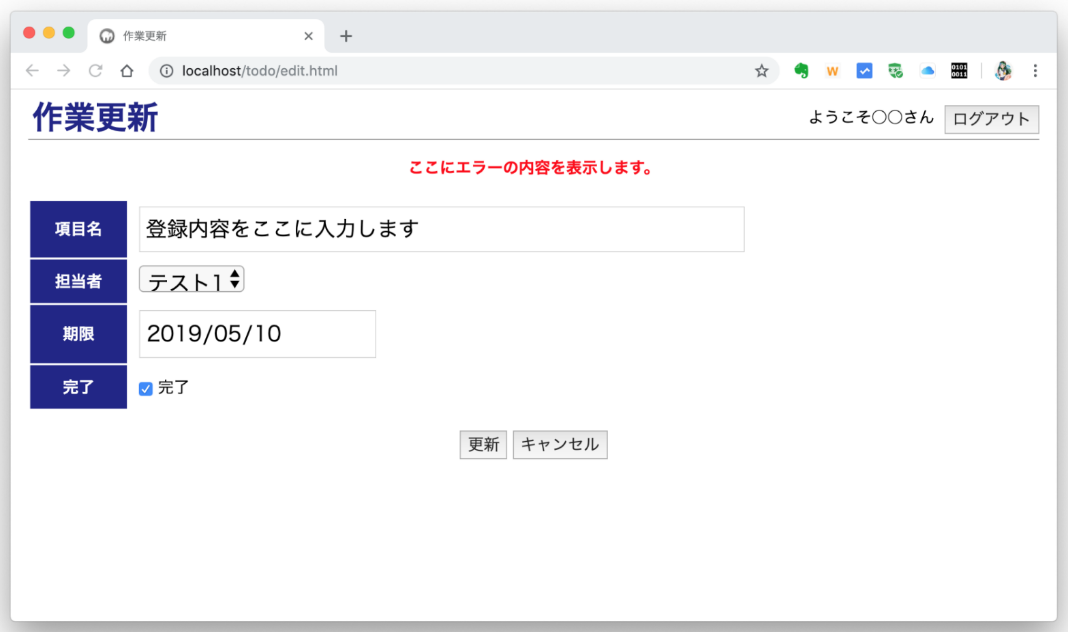 作業更新
localhost/todo/edit.html
W
0101
0011
作業更新
ようこそ〇〇さん ログアウト
ここにエラーの内容を表示します。
項目名 登録内容をここに入力します
担当者 テスト1
期限 2019/05/10
完了 完了
更新 キャンセル